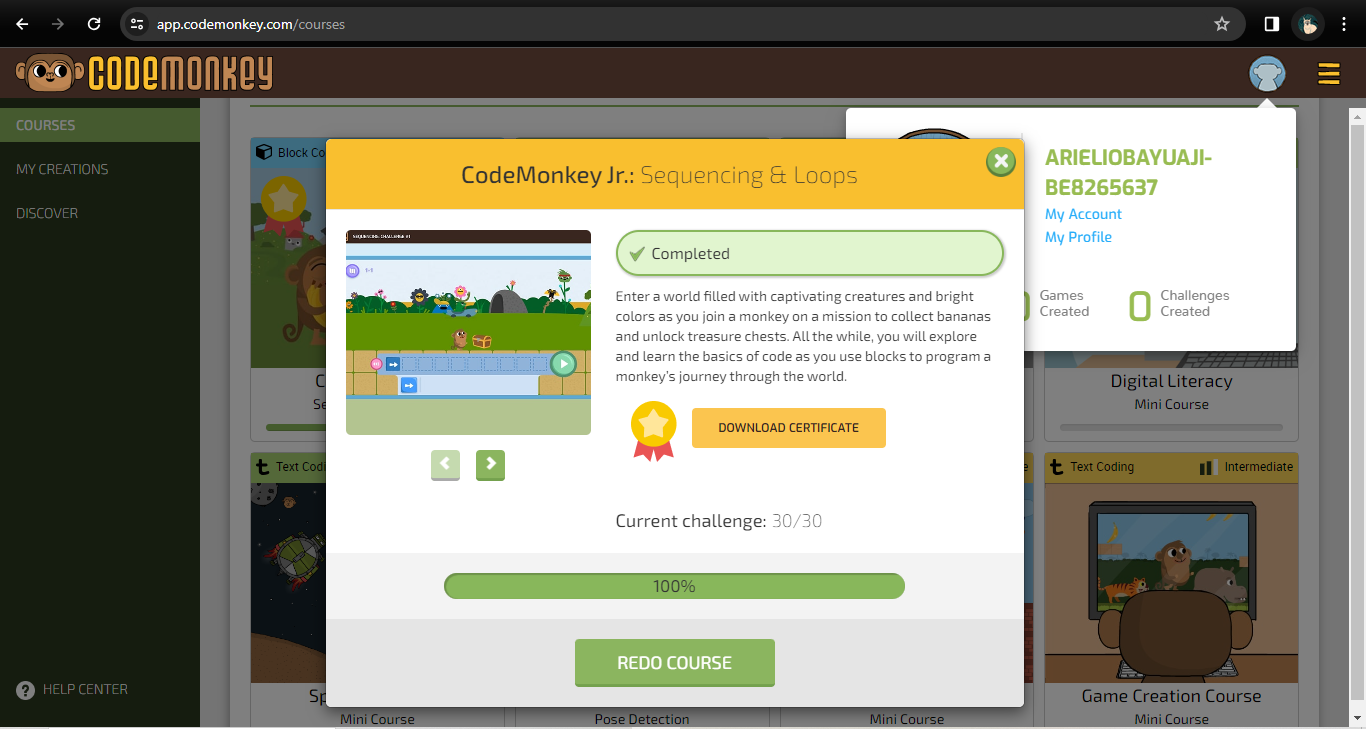 app.codemonkey.com/courses
CODEMONKEY
COURSES
MY CREATIONS
DISCOVER
HELP CENTER
Block Co
ARIELIOBAYUAJI-
BE8265637
My Account
My Profile
Games
Created
0
Challenges
Created
CodeMonkey Jr.: Sequencing & Loops
SEQUENCING CHALLENGE #1
1-1
Completed
Enter a world filled with captivating creatures and bright
colors as you join a monkey on a mission to collect bananas
and unlock treasure chests. All the while, you will explore
and learn the basics of code as you use blocks to program a
monkey's journey through the world.
DOWNLOAD CERTIFICATE
Current challenge: 30/30
100%
REDO COURSE
C
Se
Digital Literacy
Mini Course
t Text Codi
e
t Text Coding
Intermediate
Sp
Mini Course
Pose Detection
Mini Course
Game Creation Course
Mini Course